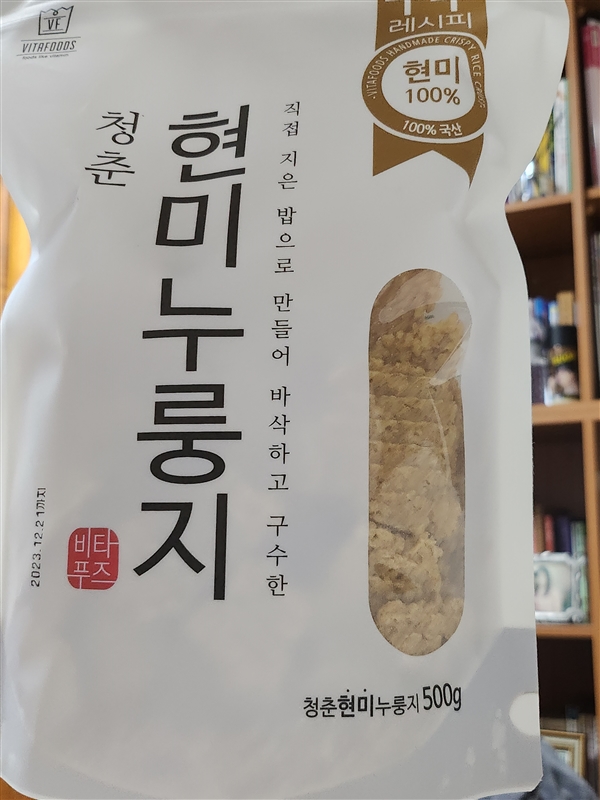 VF
VITAFOODS
레시피
VITAFOODS HANDMADE CRISPY RICE
현미
100%
100% 국산
청춘
현미누룽지
직접 지은 밥으로 만들어 바삭하고 구수한
2023.12.21까지
비타
푸즈
청춘현미누룽지 500g